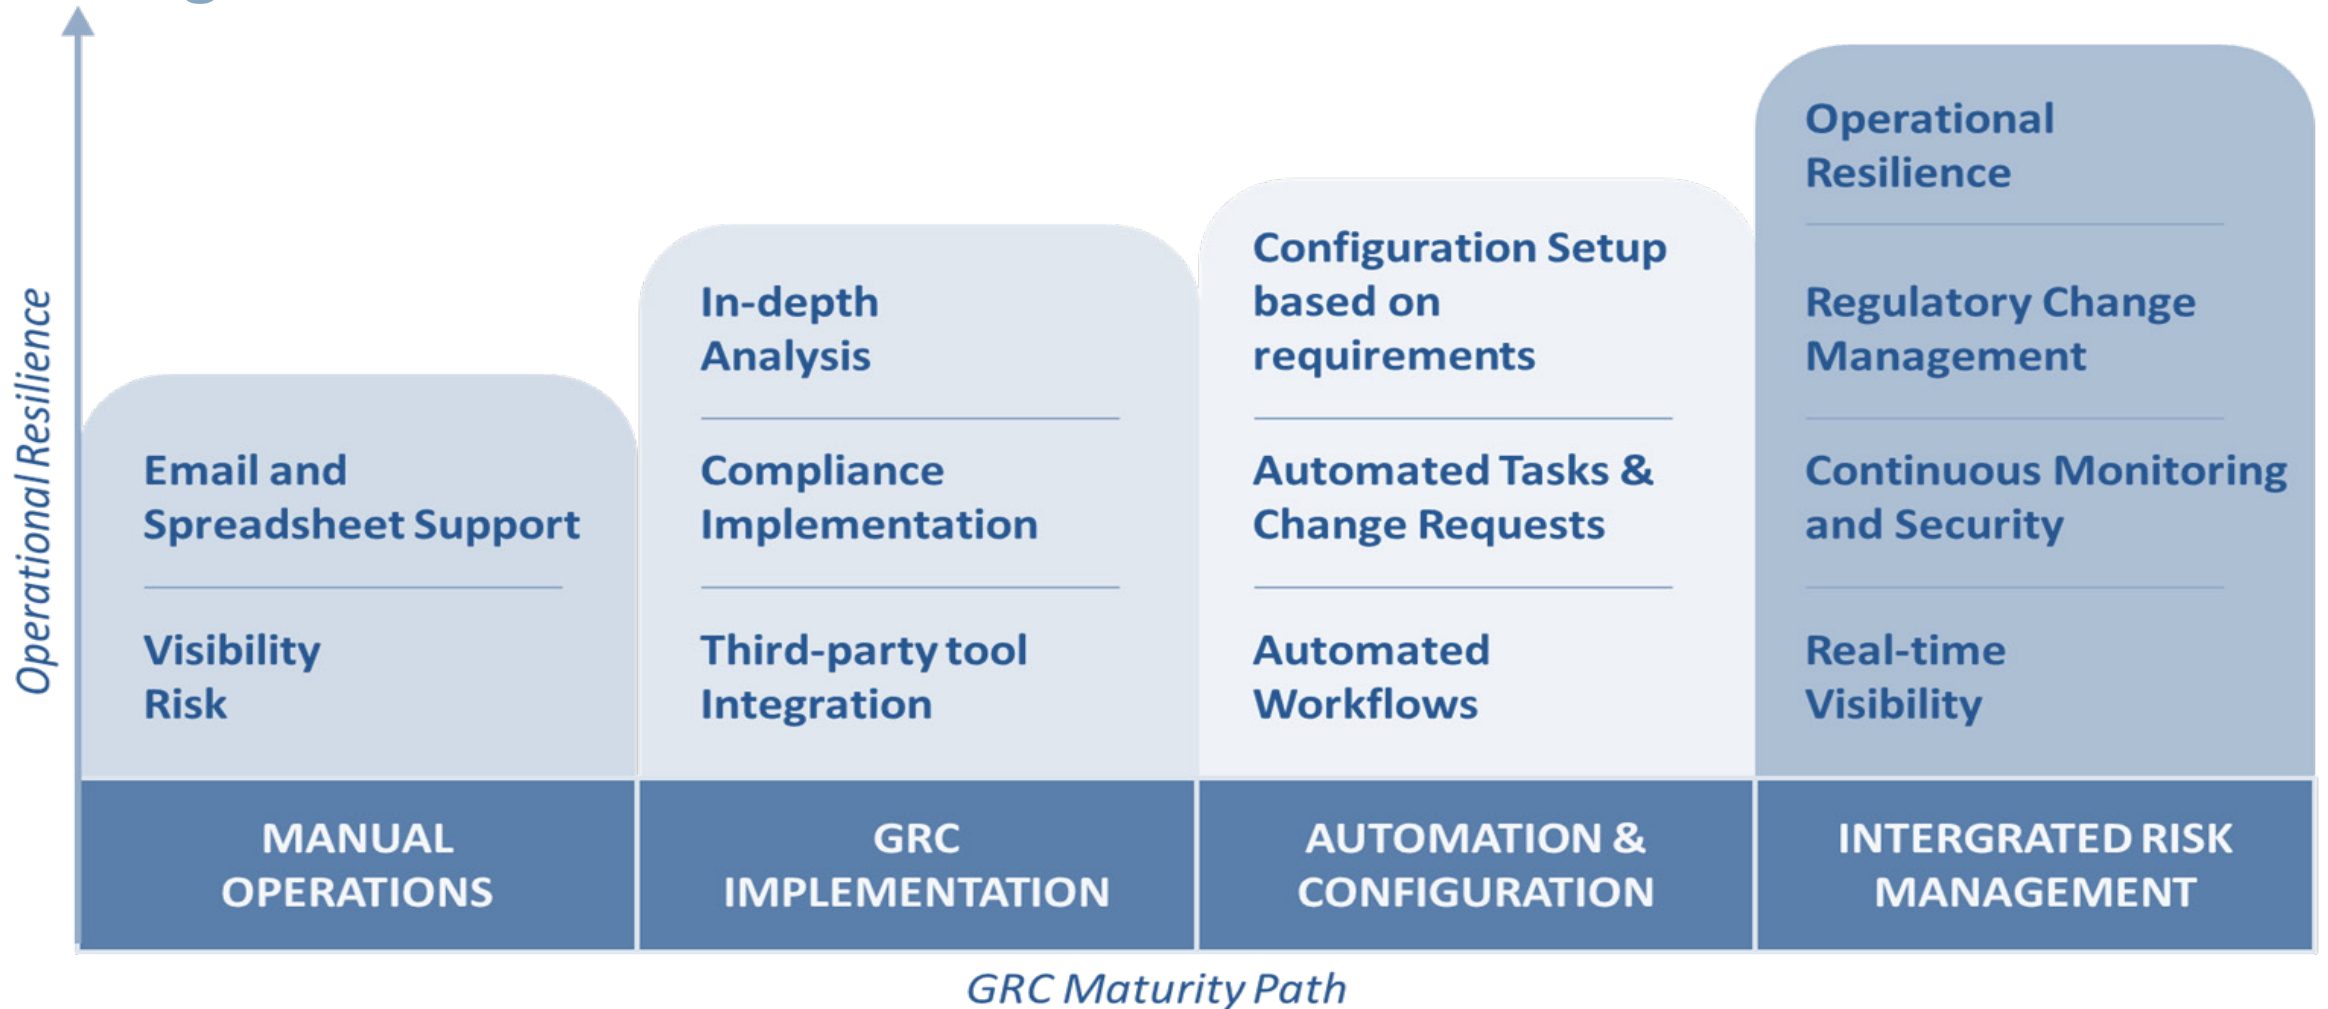 Operational Resilience
Email and
Spreadsheet Support
Visibility
Risk
MANUAL
OPERATIONS
In-depth
Analysis
Compliance
Implementation
Third-party tool
Integration
GRC
IMPLEMENTATION
Configuration Setup
based on
requirements
Automated Tasks &
Change Requests
Automated
Workflows
AUTOMATION &
CONFIGURATION
Operational
Resilience
Regulatory Change
Management
Continuous Monitoring
and Security
Real-time
Visibility
INTERGRATED RISK
MANAGEMENT
GRC Maturity Path